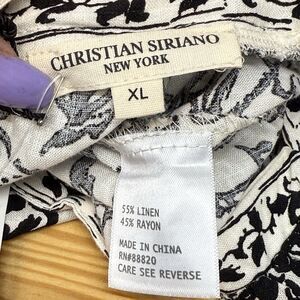 CHRISTIAN SIRIANO
NEW YORK
XL
55% LINEN
45% RAYON
MADE IN CHINA
RN#88820
CARE SEE REVERSE